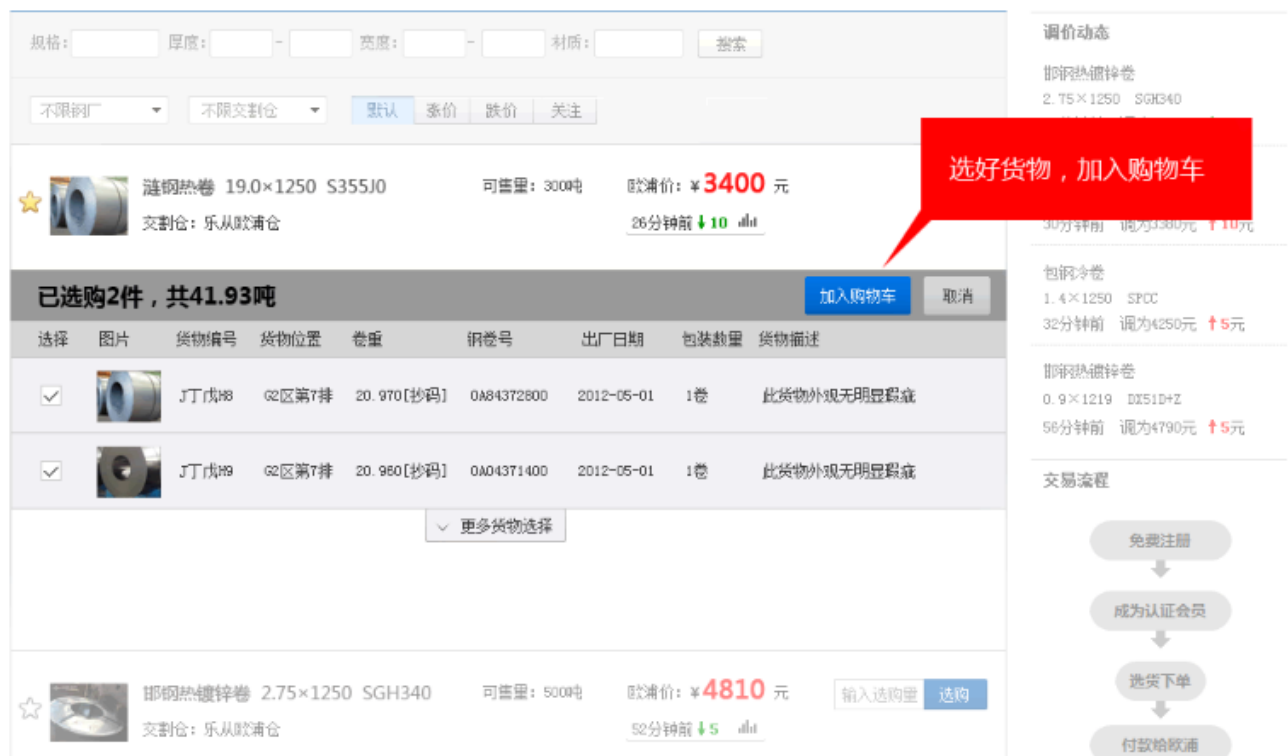 规格: 厚度: - 宽度: - 材质: 搜索
不限钢厂 不限交割仓 默认 涨价 跌价 关注
涟钢热卷 19.0×1250 S355J0 可售量: 300吨 欧浦价: ¥3400 元
交割仓: 乐从欧浦仓 26分钟前 ↓10
已选购2件，共41.93吨 加入购物车 取消
选择 图片 货物编号 货物位置 卷重 钢卷号 出厂日期 包装数量 货物描述
J丁戊H8 G2区第7排 20.970[抄码] 0A84372800 2012-05-01 1卷 此货物外观无明显瑕疵
J丁戊H9 G2区第7排 20.960[抄码] 0A04371400 2012-05-01 1卷 此货物外观无明显瑕疵
更多货物选择
邯钢热镀锌卷 2.75×1250 SGH340 可售量: 500吨 欧浦价: ¥4810 元 输入选购量 选购
交割仓: 乐从欧浦仓 52分钟前 ↓5
选好货物，加入购物车
调价动态
邯钢热镀锌卷
2.75×1250 SGH340
30分钟前 调为3380元 ↑10元
包钢冷卷
1.4×1250 SPCC
32分钟前 调为4250元 ↑5元
邯钢热镀锌卷
0.9×1219 DX51D+Z
56分钟前 调为4790元 ↑5元
交易流程
免费注册
成为认证会员
选货下单
付款给欧浦